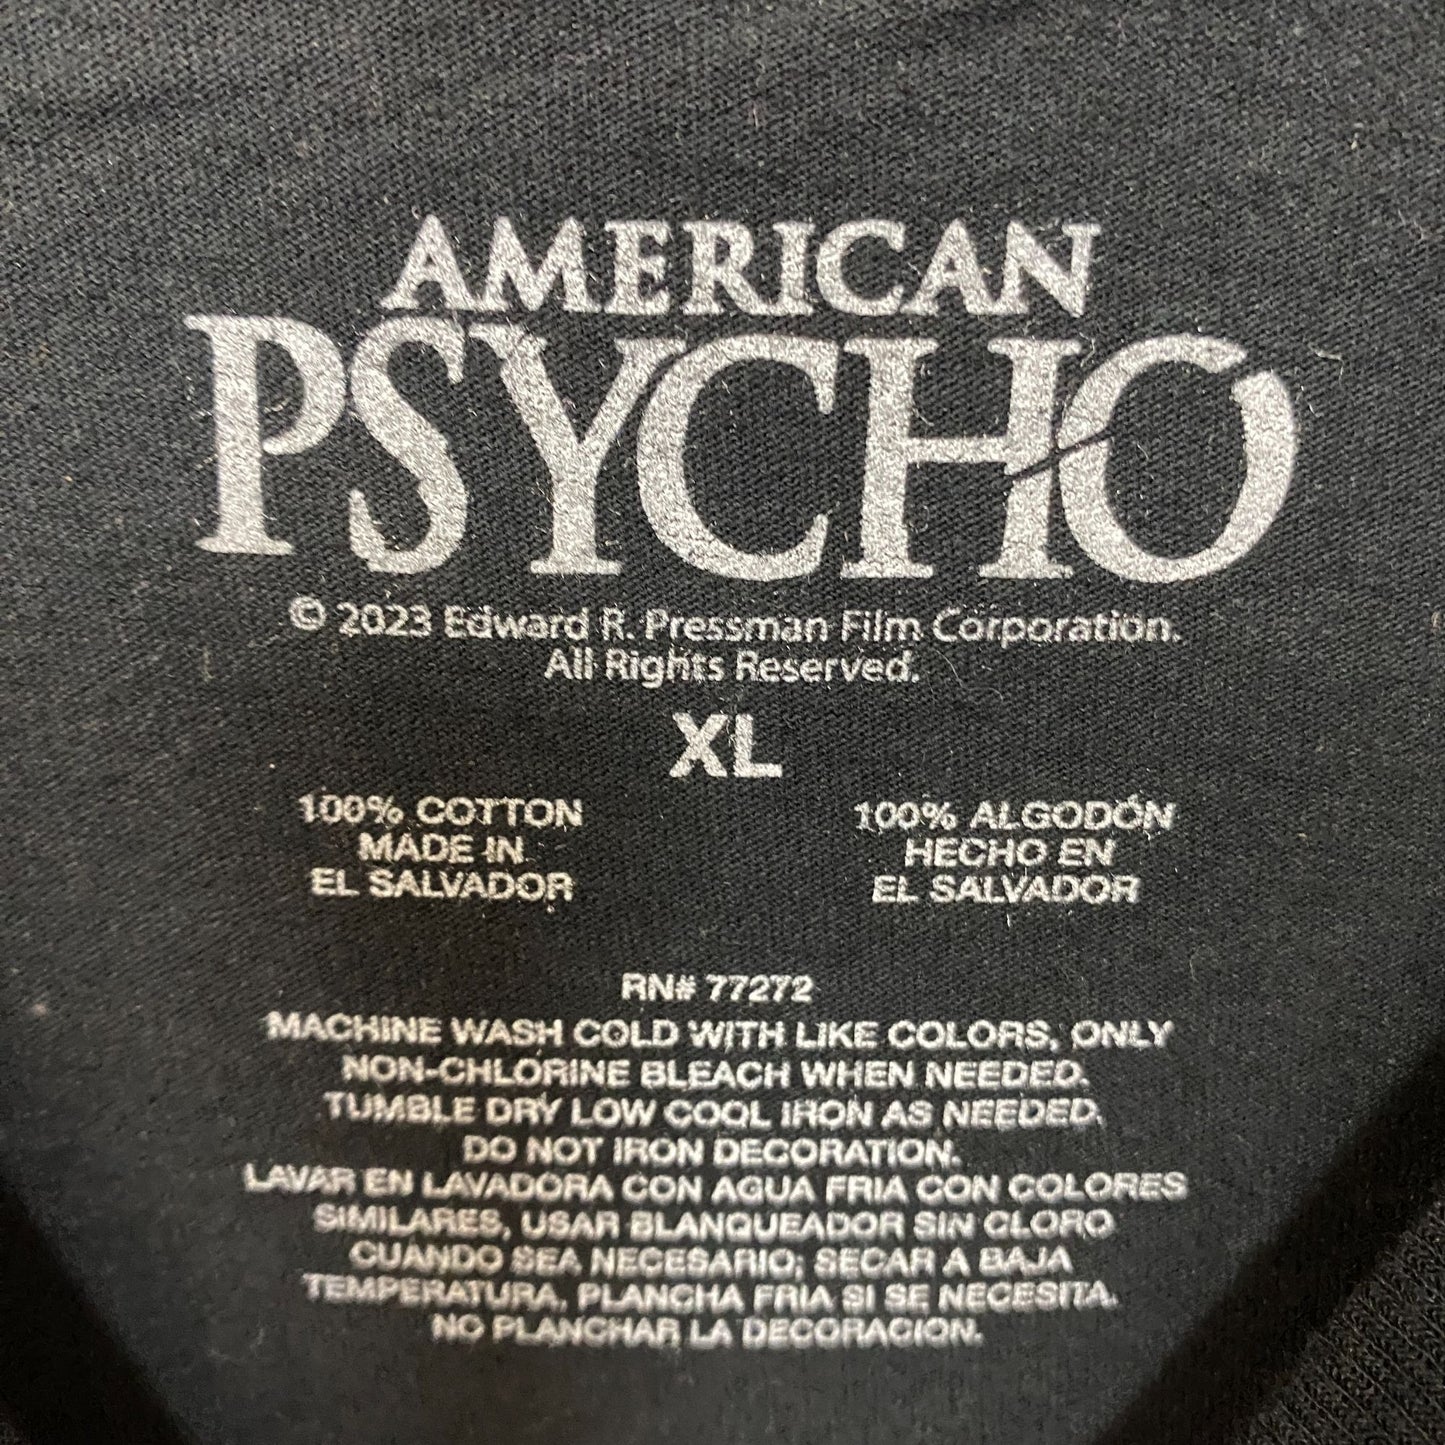 AMERICAN
PSYCHO
© 2023 Edward R. Pressman Film Corporation.
All Rights Reserved.
XL
100% COTTON
MADE IN
EL SALVADOR
100% ALGODÓN
HECHO EN
EL SALVADOR
RN# 77272
MACHINE WASH COLD WITH LIKE COLORS, ONLY
NON-CHLORINE BLEACH WHEN NEEDED.
TUMBLE DRY LOW COOL IRON AS NEEDED.
DO NOT IRON DECORATION.
LAVAR EN LAVADORA CON AGUA FRIA CON COLORES
SIMILARES, USAR BLANQUEADOR SIN CLORO
CUANDO SEA NECESARIO; SECAR A BAJA
TEMPERATURA. PLANCHA FRIA SI SE NECESITA.
NO PLANCHAR LA DECORACION.